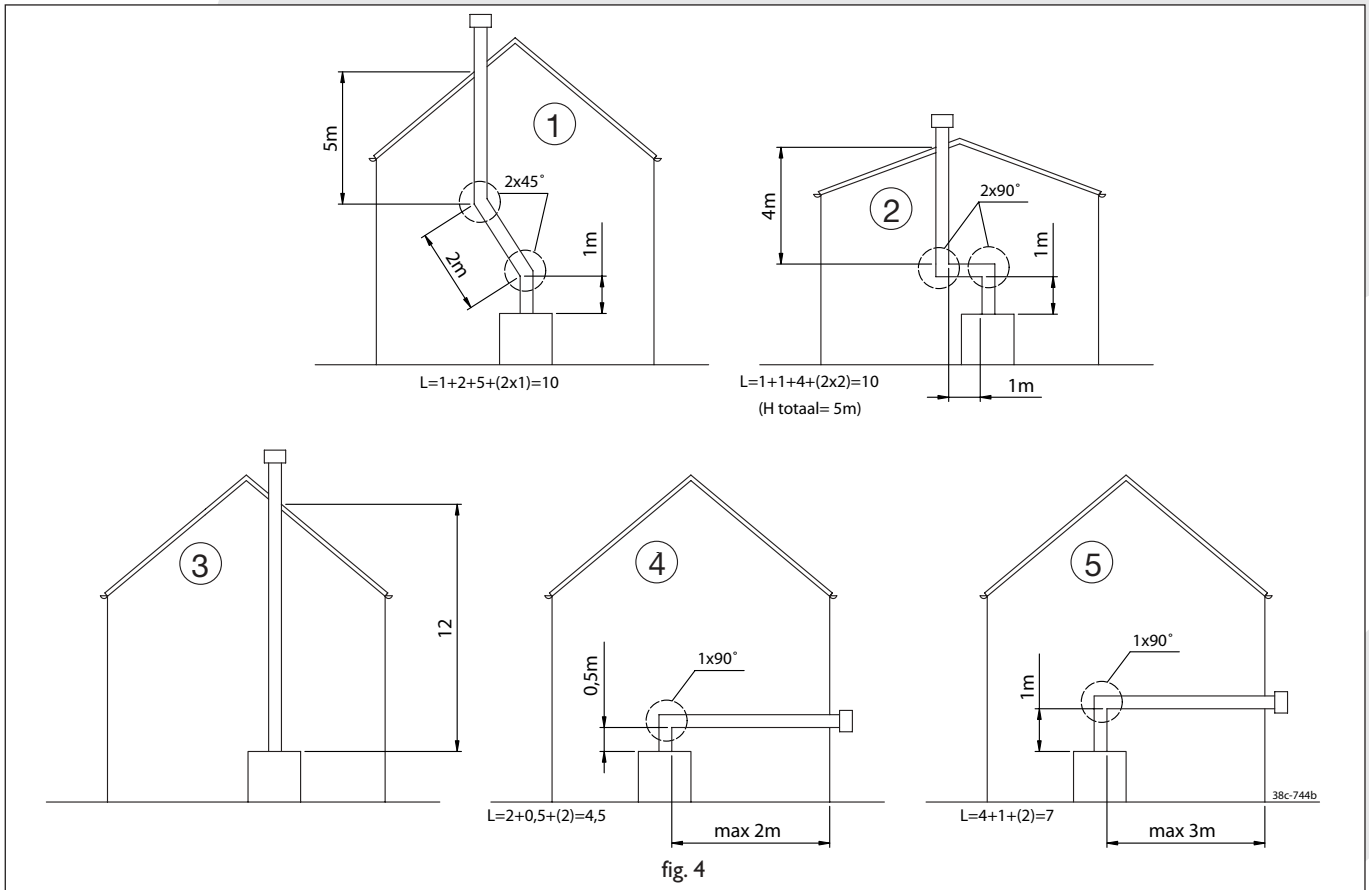 5m
1
2x45°
2m
1m
L=1+2+5+(2x1)=10
4m
2
2x90°
1m
L=1+1+4+(2x2)=10
(H totaal= 5m)
1m
3
12
4
0,5m
1x90°
L=2+0,5+(2)=4,5
max 2m
5
1m
1x90°
L=4+1+(2)=7
max 3m
38c-744b
fig. 4